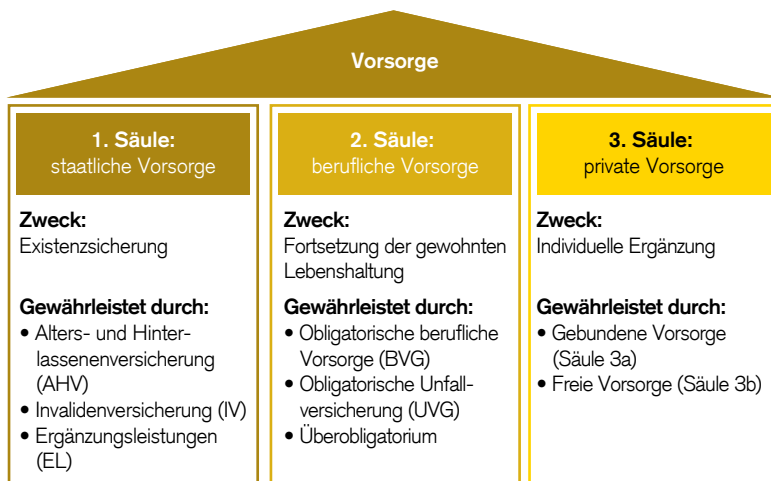 Vorsorge
1. Säule:
staatliche Vorsorge
Zweck:
Existenzsicherung
Gewährleistet durch:
• Alters- und Hinter-
lassenenversicherung
(AHV)
• Invalidenversicherung (IV)
• Ergänzungsleistungen
(EL)
2. Säule:
berufliche Vorsorge
Zweck:
Fortsetzung der gewohnten
Lebenshaltung
Gewährleistet durch:
• Obligatorische berufliche
Vorsorge (BVG)
• Obligatorische Unfall-
versicherung (UVG)
• Überobligatorium
3. Säule:
private Vorsorge
Zweck:
Individuelle Ergänzung
Gewährleistet durch:
• Gebundene Vorsorge
(Säule 3a)
• Freie Vorsorge (Säule 3b)